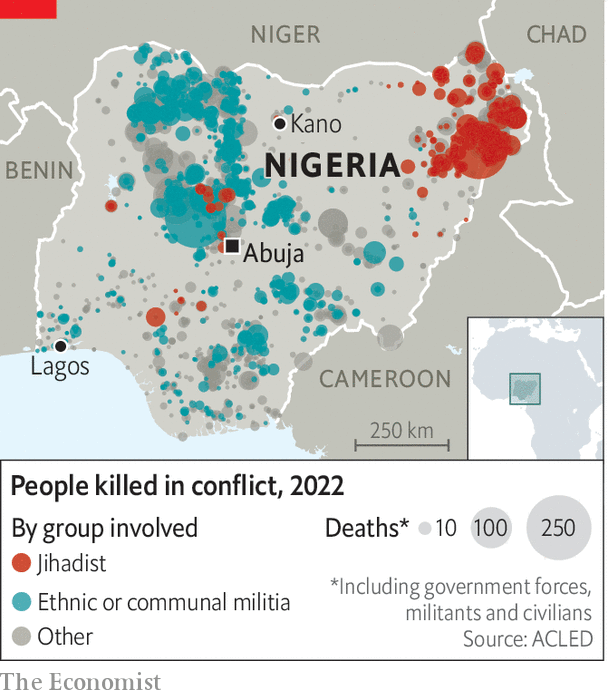 NIGER
CHAD
Kano
BENIN
NIGERIA
Abuja
Lagos
CAMEROON
250 km
People killed in conflict, 2022
By group involved
Deaths* 10 100 250
Jihadist
Ethnic or communal militia
Other
*Including government forces,
militants and civilians
Source: ACLED
The Economist